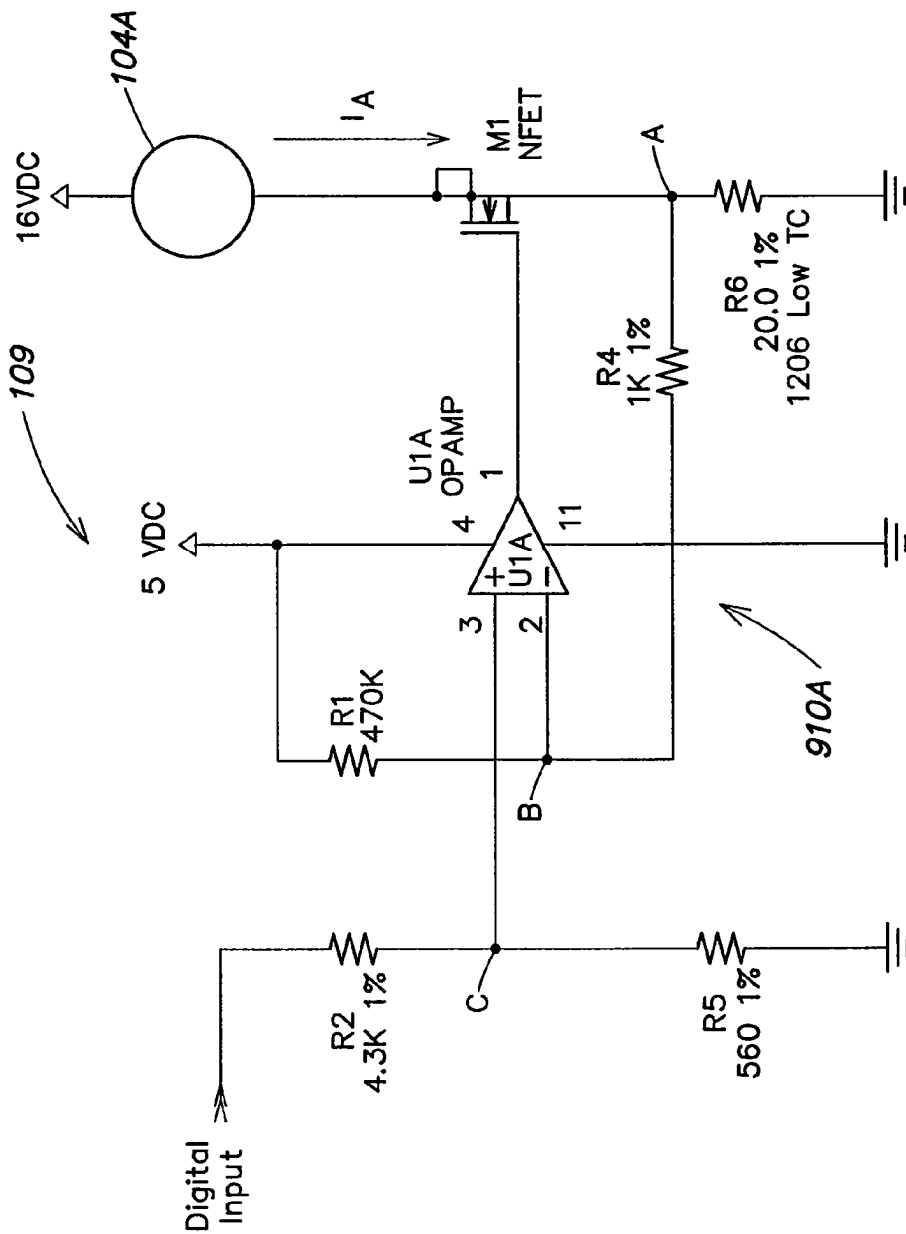 109
104A
16VDC
I A
M1
NFET
A
R6
20.0 1%
1206 Low TC
R4
1K 1%
5 VDC
U1A
OPAMP
4
1
11
3
2
+
U1A
−
R1
470K
B
910A
Digital
Input
R2
4.3K 1%
C
R5
560 1%